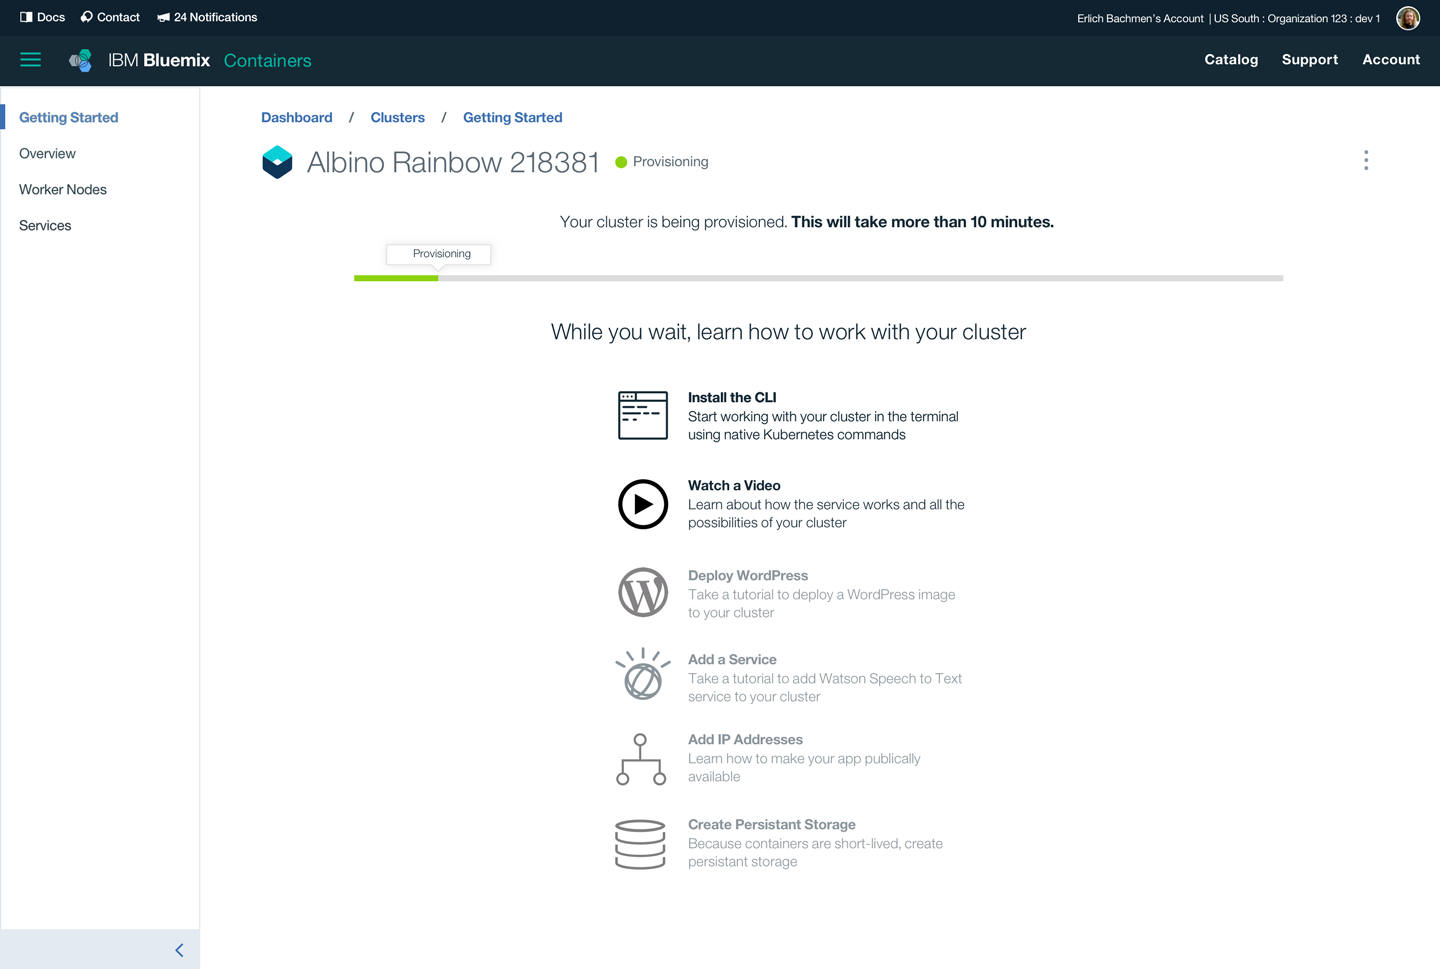 Docs Contact 24 Notifications Erlich Bachmen's Account | US South : Organization 123 : dev 1
IBM Bluemix Containers Catalog Support Account
Getting Started
Overview
Worker Nodes
Services
Dashboard / Clusters / Getting Started
Albino Rainbow 218381 Provisioning
Your cluster is being provisioned. This will take more than 10 minutes.
Provisioning
While you wait, learn how to work with your cluster
Install the CLI
Start working with your cluster in the terminal
using native Kubernetes commands
Watch a Video
Learn about how the service works and all the
possibilities of your cluster
Deploy WordPress
Take a tutorial to deploy a WordPress image
to your cluster
Add a Service
Take a tutorial to add Watson Speech to Text
service to your cluster
Add IP Addresses
Learn how to make your app publically
available
Create Persistant Storage
Because containers are short-lived, create
persistant storage